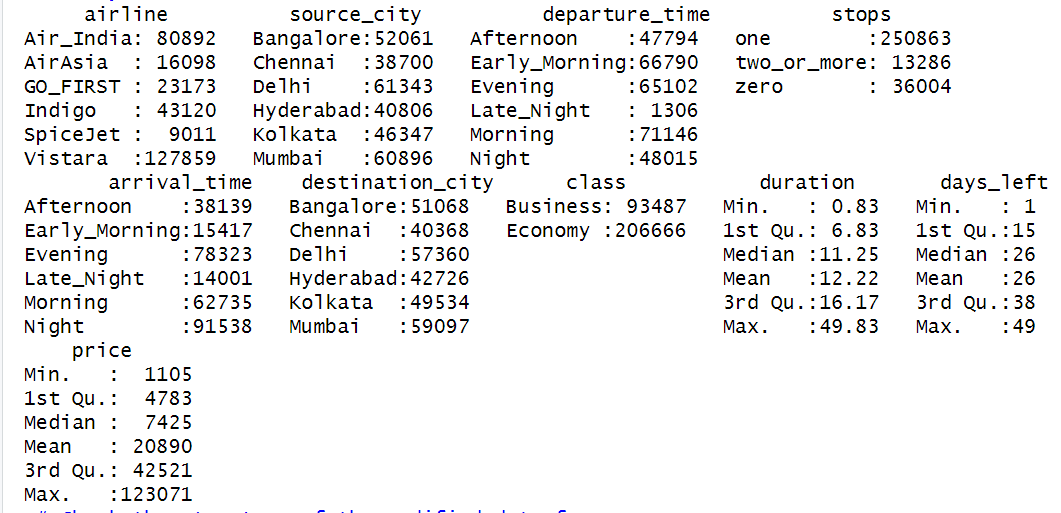 airline source_city departure_time stops
Air_India: 80892 Bangalore:52061 Afternoon :47794 one :250863
AirAsia : 16098 Chennai :38700 Early_Morning:66790 two_or_more: 13286
GO_FIRST : 23173 Delhi :61343 Evening :65102 zero : 36004
Indigo : 43120 Hyderabad:40806 Late_Night : 1306
SpiceJet : 9011 Kolkata :46347 Morning :71146
Vistara :127859 Mumbai :60896 Night :48015
arrival_time destination_city class duration days_left
Afternoon :38139 Bangalore:51068 Business: 93487 Min. : 0.83 Min. : 1
Early_Morning:15417 Chennai :40368 Economy :206666 1st Qu.: 6.83 1st Qu.:15
Evening :78323 Delhi :57360 Median :11.25 Median :26
Late_Night :14001 Hyderabad:42726 Mean :12.22 Mean :26
Morning :62735 Kolkata :49534 3rd Qu.:16.17 3rd Qu.:38
Night :91538 Mumbai :59097 Max. :49.83 Max. :49
price
Min. : 1105
1st Qu.: 4783
Median : 7425
Mean : 20890
3rd Qu.: 42521
Max. :123071